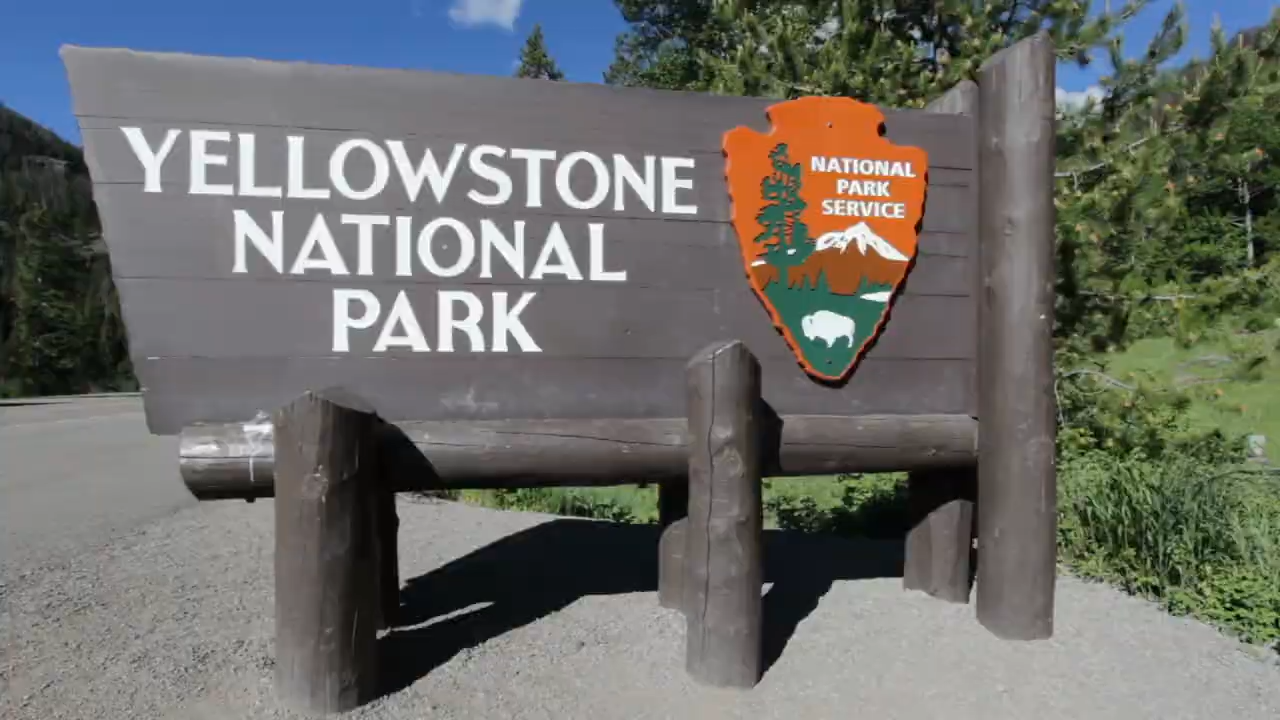 YELLOWSTONE
NATIONAL
PARK
NATIONAL
PARK
SERVICE